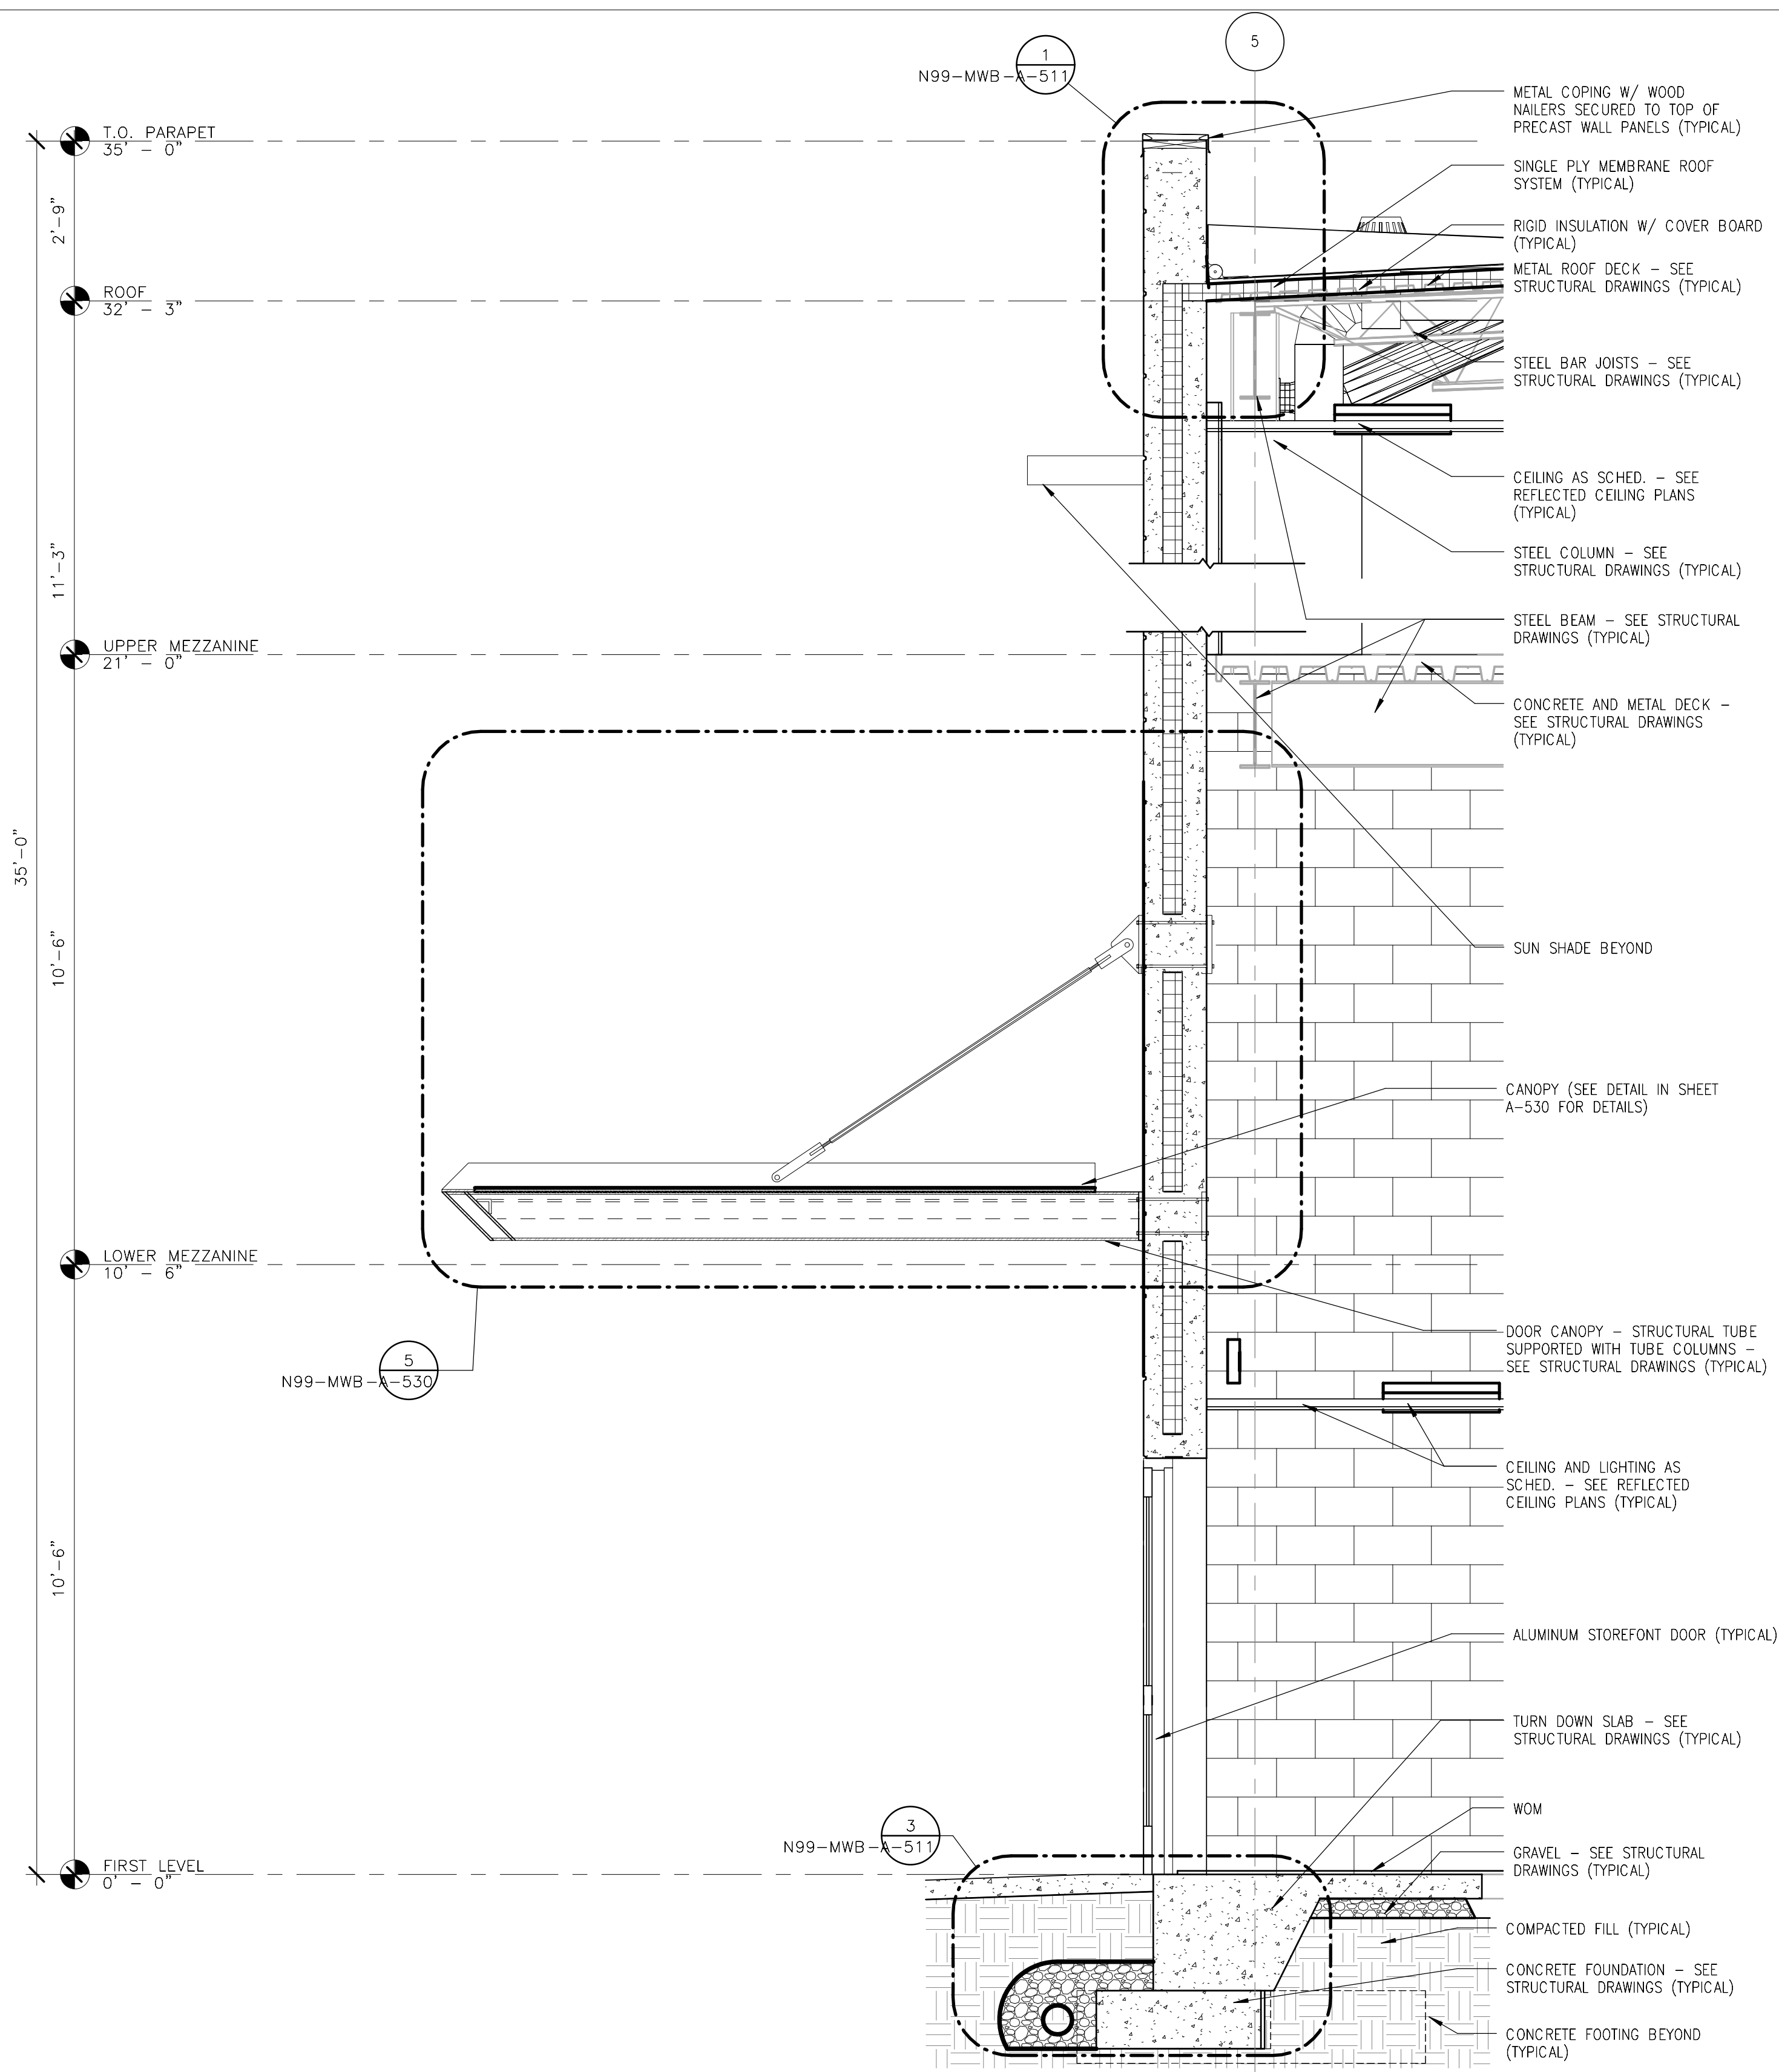 5
1
N99-MWB-A-511
METAL COPING W/ WOOD
NAILERS SECURED TO TOP OF
PRECAST WALL PANELS (TYPICAL)
T.O. PARAPET
35' - 0"
SINGLE PLY MEMBRANE ROOF
SYSTEM (TYPICAL)
2'-9"
RIGID INSULATION W/ COVER BOARD
(TYPICAL)
METAL ROOF DECK - SEE
STRUCTURAL DRAWINGS (TYPICAL)
ROOF
32' - 3"
STEEL BAR JOISTS - SEE
STRUCTURAL DRAWINGS (TYPICAL)
CEILING AS SCHED. - SEE
REFLECTED CEILING PLANS
(TYPICAL)
11'-3"
STEEL COLUMN - SEE
STRUCTURAL DRAWINGS (TYPICAL)
STEEL BEAM - SEE STRUCTURAL
DRAWINGS (TYPICAL)
UPPER MEZZANINE
21' - 0"
CONCRETE AND METAL DECK -
SEE STRUCTURAL DRAWINGS
(TYPICAL)
35'-0"
10'-6"
SUN SHADE BEYOND
CANOPY (SEE DETAIL IN SHEET
A-530 FOR DETAILS)
LOWER MEZZANINE
10' - 6"
DOOR CANOPY - STRUCTURAL TUBE
SUPPORTED WITH TUBE COLUMNS -
SEE STRUCTURAL DRAWINGS (TYPICAL)
5
N99-MWB-A-530
CEILING AND LIGHTING AS
SCHED. - SEE REFLECTED
CEILING PLANS (TYPICAL)
10'-6"
ALUMINUM STOREFONT DOOR (TYPICAL)
TURN DOWN SLAB - SEE
STRUCTURAL DRAWINGS (TYPICAL)
WOM
3
N99-MWB-A-511
GRAVEL - SEE STRUCTURAL
DRAWINGS (TYPICAL)
FIRST LEVEL
0' - 0"
COMPACTED FILL (TYPICAL)
CONCRETE FOUNDATION - SEE
STRUCTURAL DRAWINGS (TYPICAL)
CONCRETE FOOTING BEYOND
(TYPICAL)